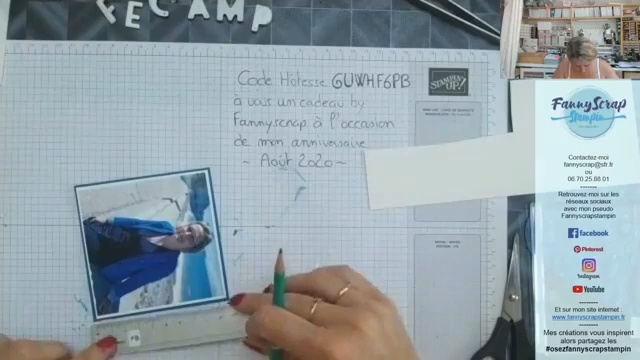 FECAMP
Code Hôtesse GUWHF6PB
à vous un cadeau by
Fannyscrap à l'occasion
de mon anniversaire
~ Août 2020 ~
STAMPIN' UP!
FannyScrap
Stampin
Contactez-moi
fannyscrap@sfr.fr
ou
06.70.25.88.01
--------
Retrouvez-moi sur les
réseaux sociaux
avec mon pseudo
Fannyscrapstampin
facebook
Pinterest
Instagram
YouTube
--------
Et sur mon site internet :
www.fannyscrapstampin.fr
--------
Mes créations vous inspirent
alors partagez les
#osezfannyscrapstampin